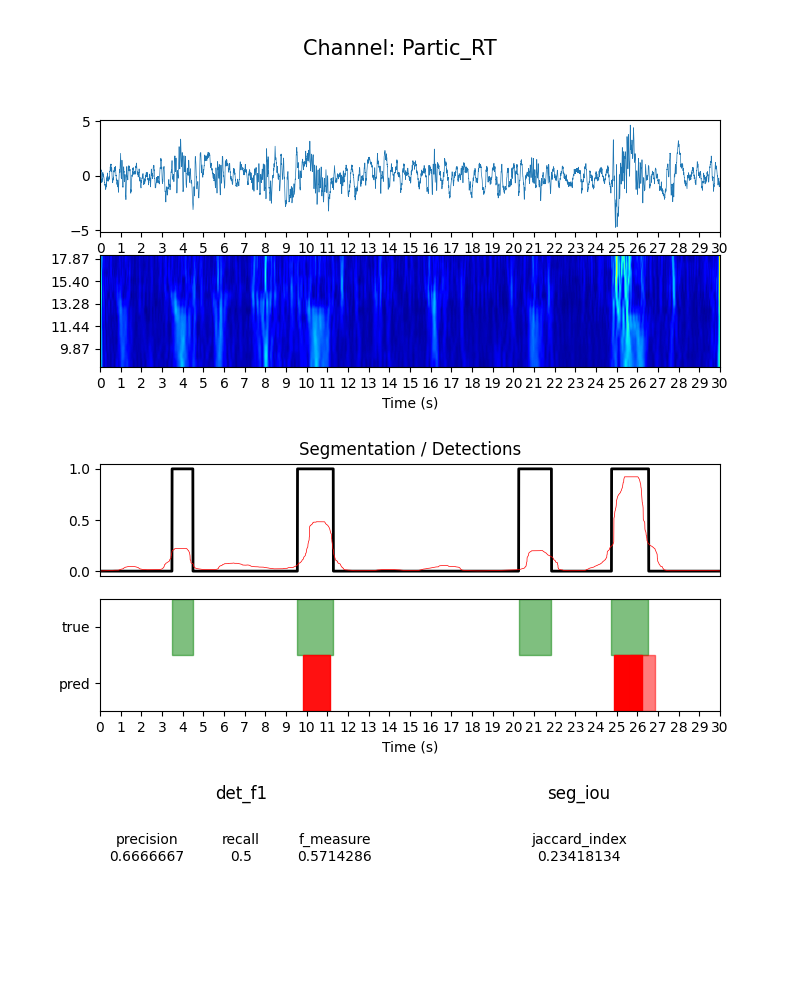 Channel: Partic_RT
5
0
−5
0 1 2 3 4 5 6 7 8 9 10 11 12 13 14 15 16 17 18 19 20 21 22 23 24 25 26 27 28 29 30
17.87
15.40
13.28
11.44
9.87
0 1 2 3 4 5 6 7 8 9 10 11 12 13 14 15 16 17 18 19 20 21 22 23 24 25 26 27 28 29 30
Time (s)
Segmentation / Detections
1.0
0.5
0.0
true
pred
0 1 2 3 4 5 6 7 8 9 10 11 12 13 14 15 16 17 18 19 20 21 22 23 24 25 26 27 28 29 30
Time (s)
det_f1 seg_iou
precision recall f_measure jaccard_index
0.6666667 0.5 0.5714286 0.23418134